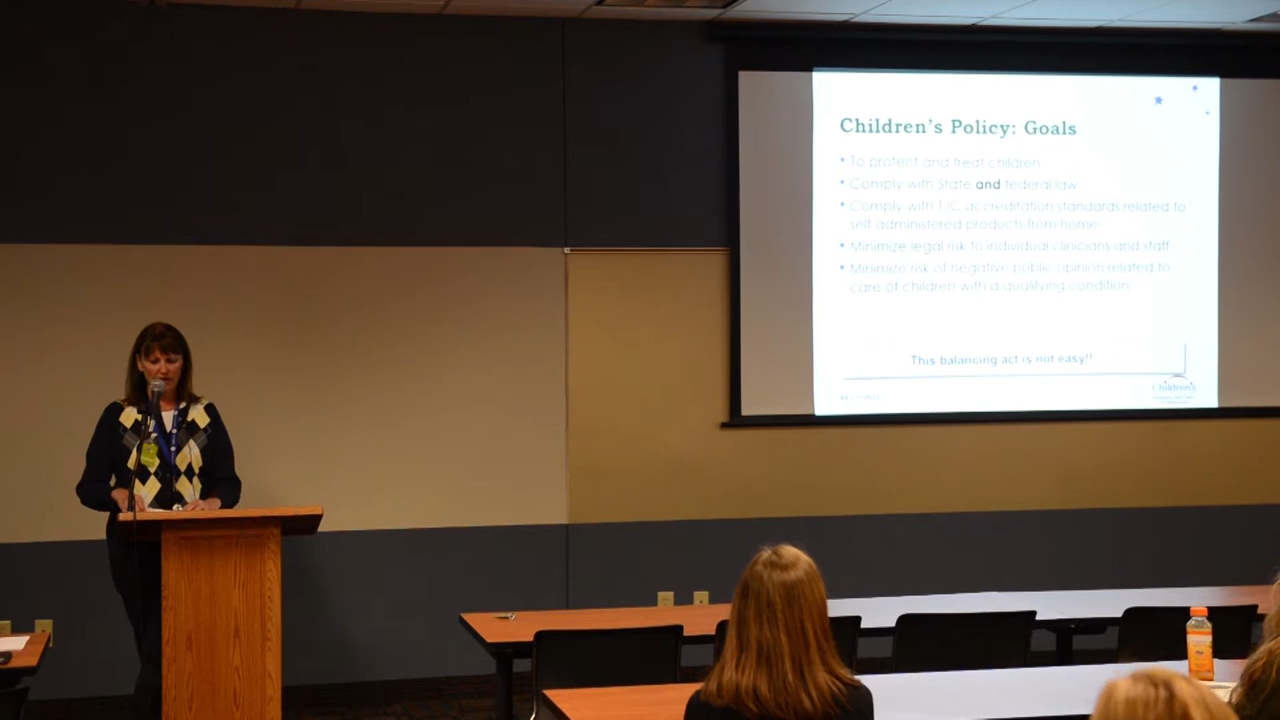 Children's Policy: Goals
• To protect and treat children
• Comply with State and federal law
• Comply with TJC accreditation standards related to
self-administered products from home
• Minimize legal risk to individual clinicians and staff
• Minimize risk of negative public opinion related to
care of children with a qualifying condition
This balancing act is not easy!!
Children's